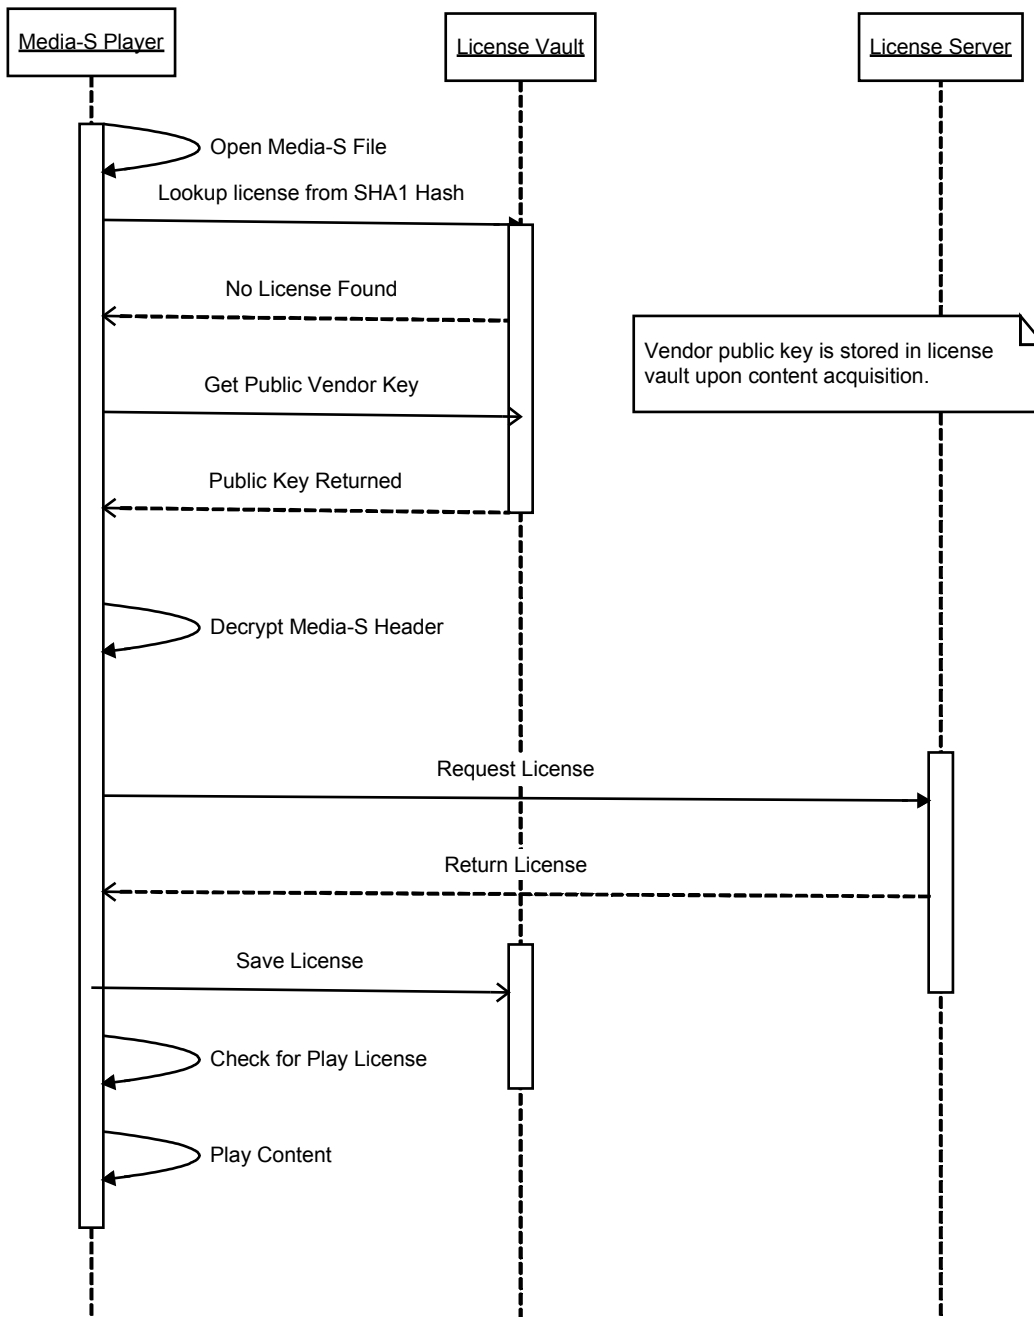 Media-S Player
License Vault
License Server
Open Media-S File
Lookup license from SHA1 Hash
No License Found
Vendor public key is stored in license
vault upon content acquisition.
Get Public Vendor Key
Public Key Returned
Decrypt Media-S Header
Request License
Return License
Save License
Check for Play License
Play Content